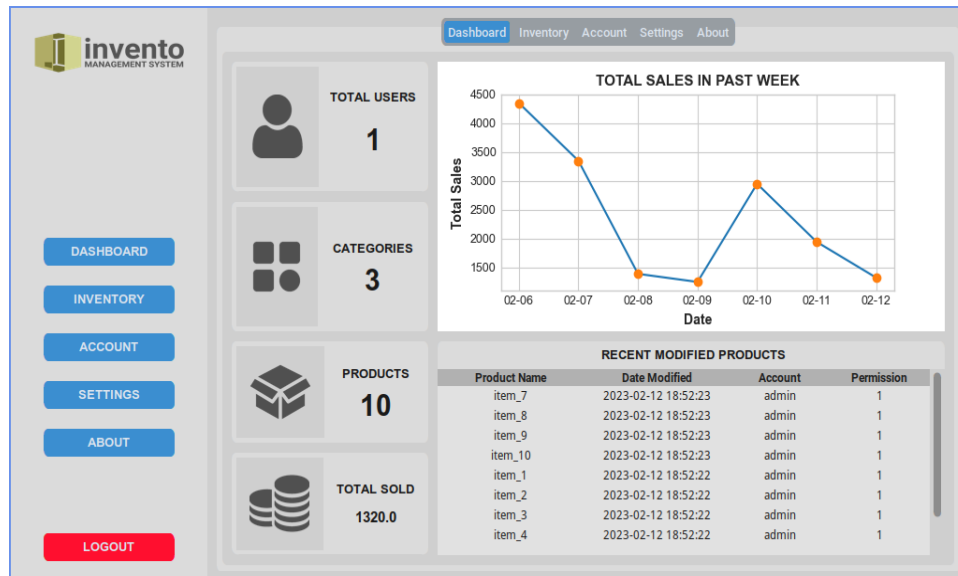 invento
MANAGEMENT SYSTEM
DASHBOARD
INVENTORY
ACCOUNT
SETTINGS
ABOUT
LOGOUT
Dashboard Inventory Account Settings About
TOTAL USERS
1
CATEGORIES
3
PRODUCTS
10
TOTAL SOLD
1320.0
TOTAL SALES IN PAST WEEK
4500
4000
3500
3000
2500
2000
1500
Total Sales
02-06 02-07 02-08 02-09 02-10 02-11 02-12
Date
RECENT MODIFIED PRODUCTS
Product Name Date Modified Account Permission
item_7 2023-02-12 18:52:23 admin 1
item_8 2023-02-12 18:52:23 admin 1
item_9 2023-02-12 18:52:23 admin 1
item_10 2023-02-12 18:52:23 admin 1
item_1 2023-02-12 18:52:22 admin 1
item_2 2023-02-12 18:52:22 admin 1
item_3 2023-02-12 18:52:22 admin 1
item_4 2023-02-12 18:52:22 admin 1